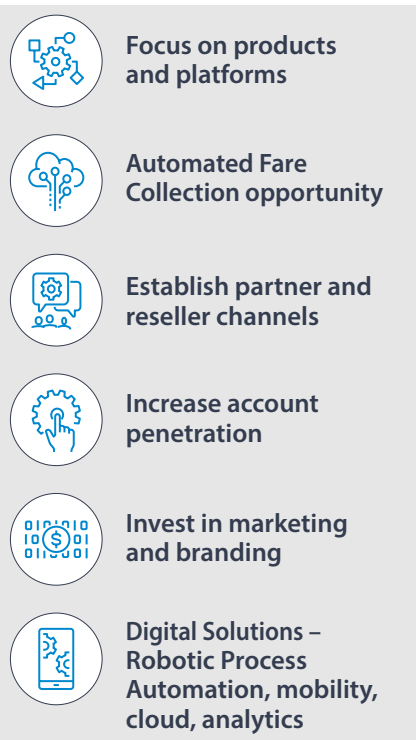 Focus on products
and platforms
Automated Fare
Collection opportunity
Establish partner and
reseller channels
Increase account
penetration
Invest in marketing
and branding
Digital Solutions –
Robotic Process
Automation, mobility,
cloud, analytics